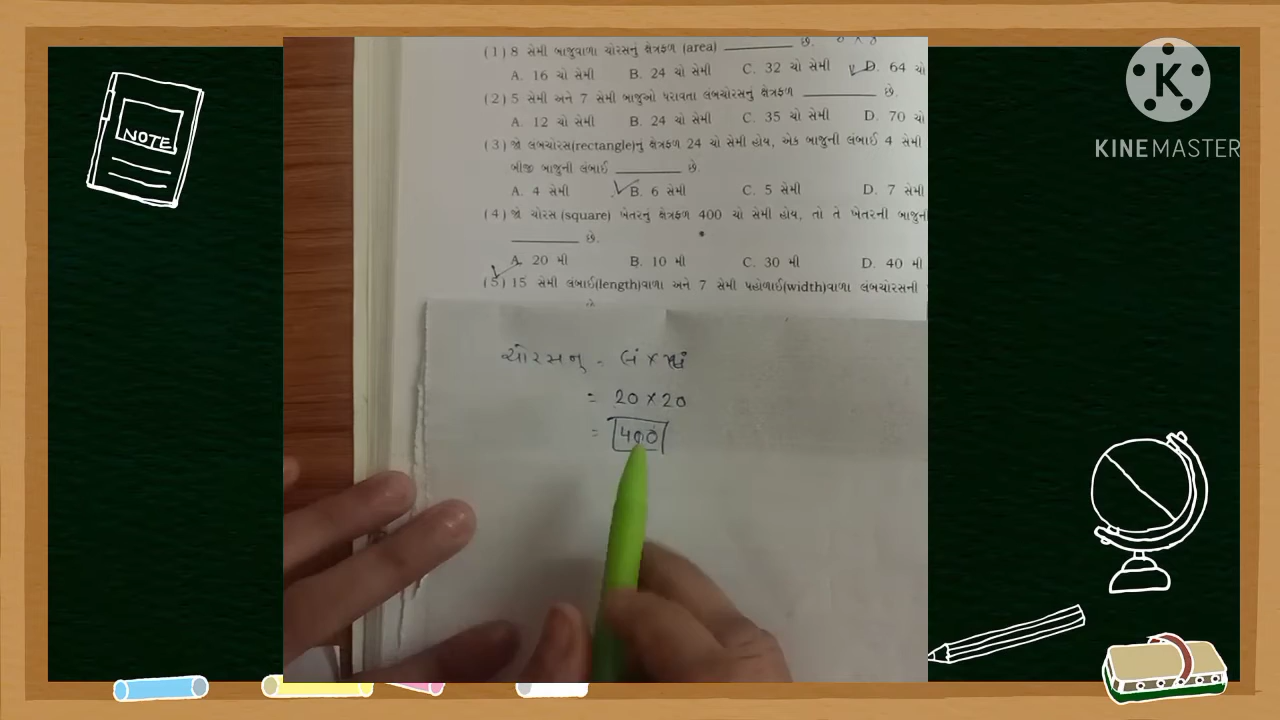 (1) 8 સેમી બાજુવાળા ચોરસનું ક્ષેત્રફળ (area) ________ છે.
A. 16 ચો સેમી B. 24 ચો સેમી C. 32 ચો સેમી D. 64 ચો
(2) 5 સેમી અને 7 સેમી બાજુઓ ધરાવતા લંબચોરસનું ક્ષેત્રફળ ________ છે.
A. 12 ચો સેમી B. 24 ચો સેમી C. 35 ચો સેમી D. 70 ચો
(3) જો લંબચોરસ(rectangle)નું ક્ષેત્રફળ 24 ચો સેમી હોય, એક બાજુની લંબાઈ 4 સેમી
બીજી બાજુની લંબાઈ ________ છે.
A. 4 સેમી B. 6 સેમી C. 5 સેમી D. 7 સેમી
(4) જો ચોરસ (square) ખેતરનું ક્ષેત્રફળ 400 ચો સેમી હોય, તો તે ખેતરની બાજુની
________ છે.
A. 20 મી B. 10 મી C. 30 મી D. 40 મી
(5) 15 સેમી લંબાઈ(length)વાળા અને 7 સેમી પહોળાઈ(width)વાળા લંબચોરસની
ચોરસનુ = લં ×
= 20 × 20
= 400
NOTE
K
KINEMASTER